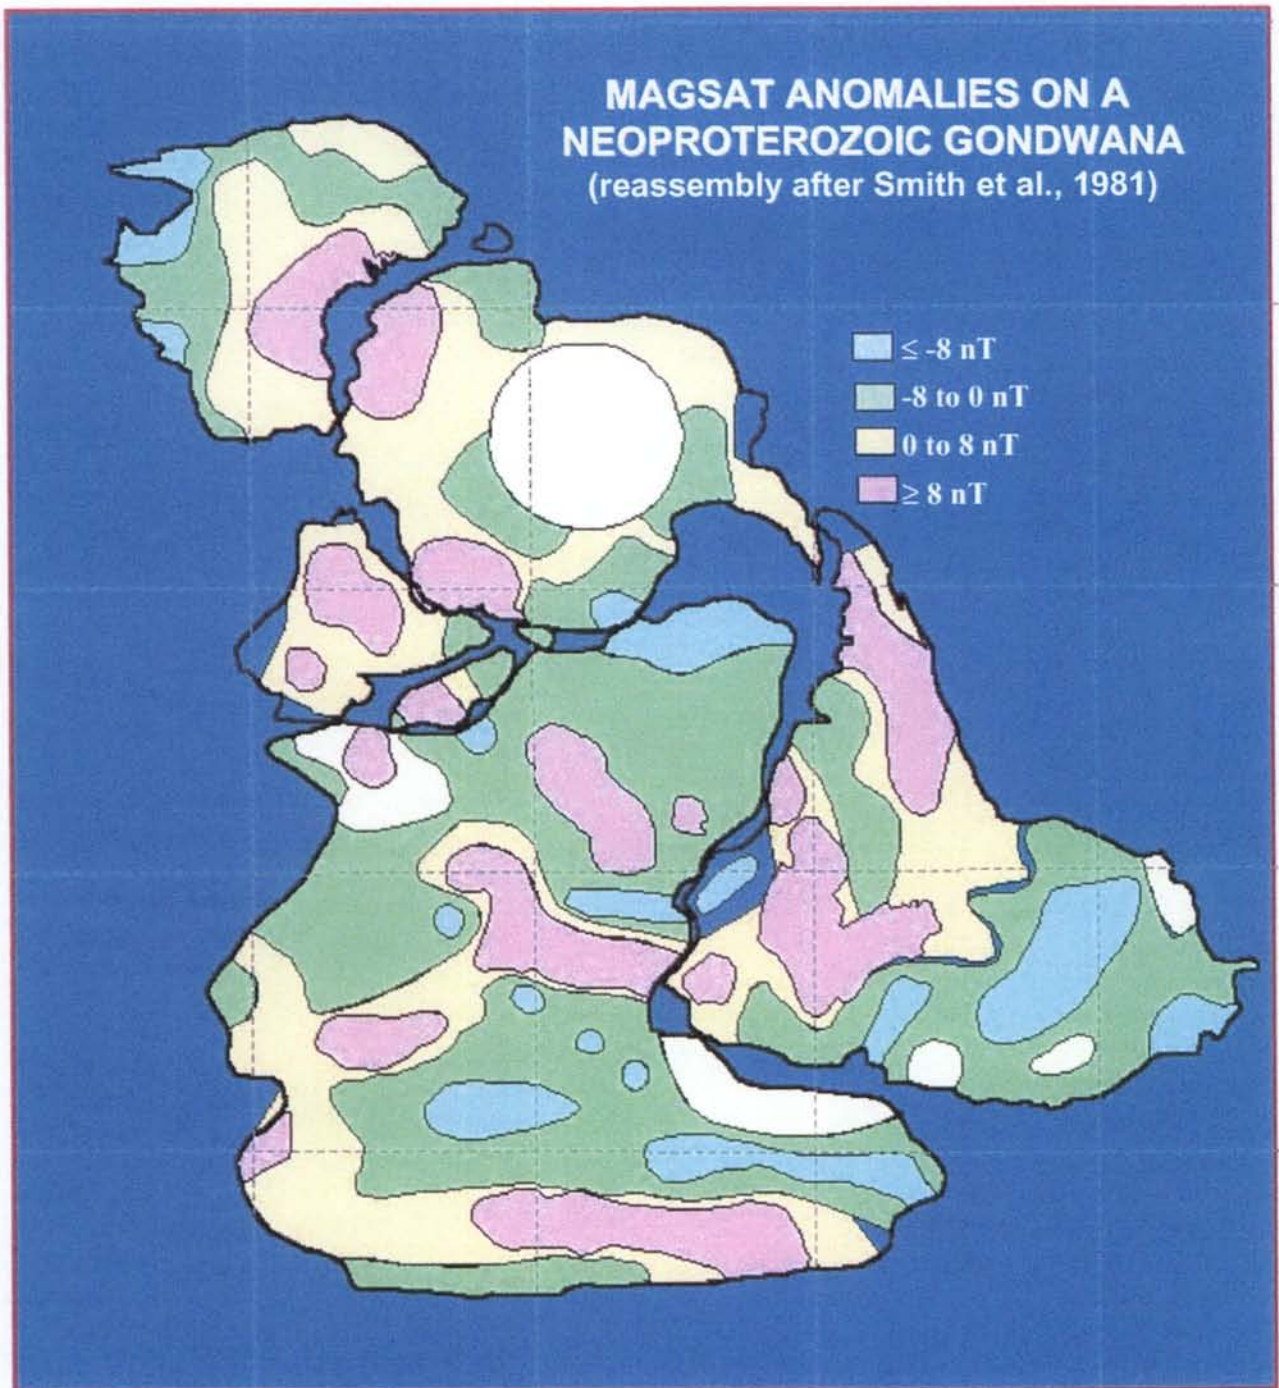 MAGSAT ANOMALIES ON A
NEOPROTEROZOIC GONDWANA
(reassembly after Smith et al., 1981)
≤ -8 nT
-8 to 0 nT
0 to 8 nT
≥ 8 nT